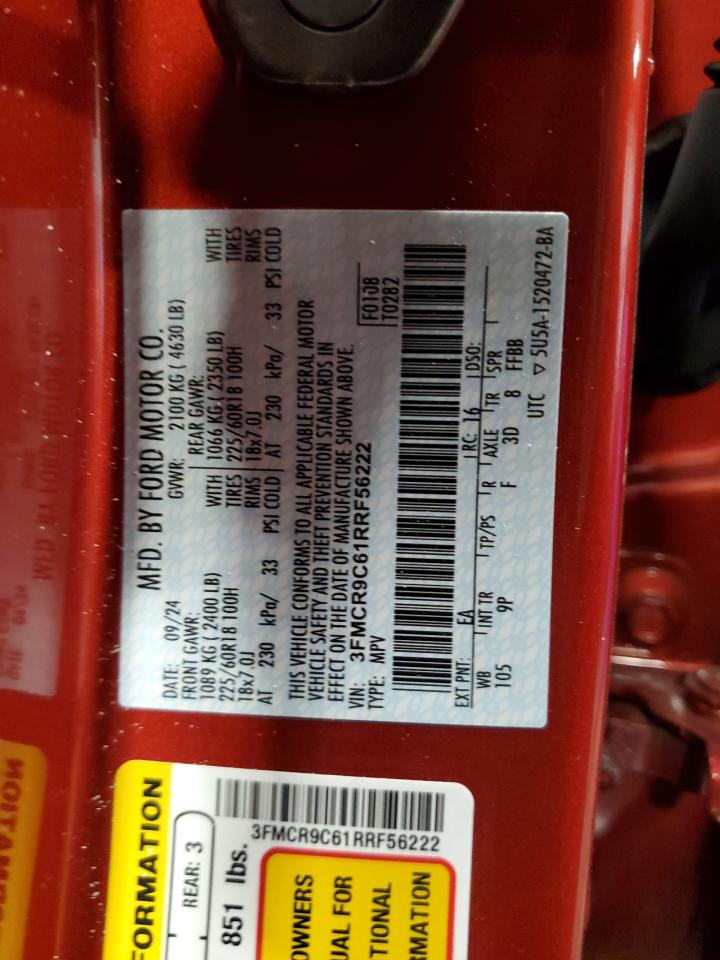 MFD. BY FORD MOTOR CO.
DATE: 09/24 GVWR: 2100 KG ( 4630 LB)
FRONT GAWR: REAR GAWR:
1089 KG ( 2400 LB) WITH 1066 KG ( 2350 LB) WITH
225/60R18 100H TIRES 225/60R18 100H TIRES
18x7.0J RIMS 18x7.0J RIMS
AT 230 kPa/ 33 PSI COLD AT 230 kPa/ 33 PSI COLD
THIS VEHICLE CONFORMS TO ALL APPLICABLE FEDERAL MOTOR
VEHICLE SAFETY AND THEFT PREVENTION STANDARDS IN
EFFECT ON THE DATE OF MANUFACTURE SHOWN ABOVE.
VIN: 3FMCR9C61RRF56222 F0108
TYPE: MPV T0282
EXT PNT: EA RC: 16 DSO:
WB INT TR TP/PS R AXLE TR SPR
105 9P F 3D 8 FFBB
UTC ▽ 5U5A-1520472-BA
FORMATION
REAR: 3
851 lbs.
3FMCR9C61RRF56222
OWNERS
UAL FOR
TIONAL
RMATION